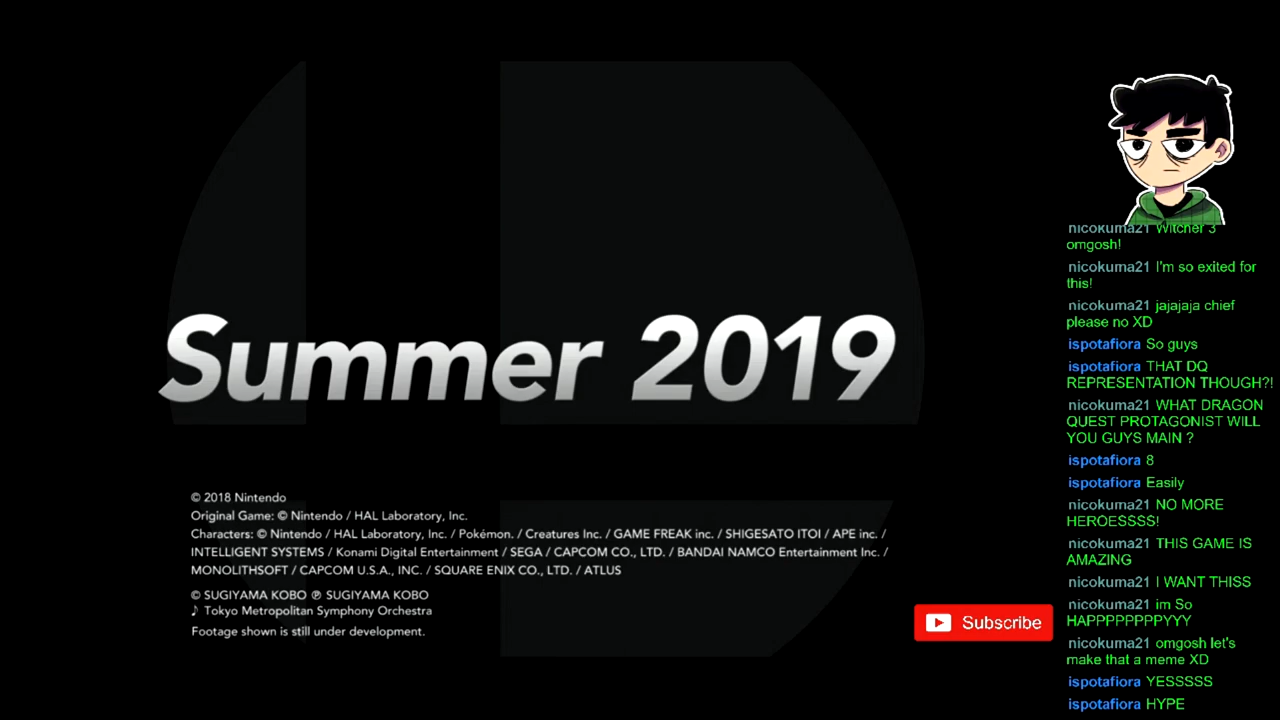 Summer 2019
© 2018 Nintendo
Original Game: © Nintendo / HAL Laboratory, Inc.
Characters: © Nintendo / HAL Laboratory, Inc. / Pokémon. / Creatures Inc. / GAME FREAK inc. / SHIGESATO ITOI / APE inc. /
INTELLIGENT SYSTEMS / Konami Digital Entertainment / SEGA / CAPCOM CO., LTD. / BANDAI NAMCO Entertainment Inc. /
MONOLITHSOFT / CAPCOM U.S.A., INC. / SQUARE ENIX CO., LTD. / ATLUS
© SUGIYAMA KOBO ℗ SUGIYAMA KOBO
♪ Tokyo Metropolitan Symphony Orchestra
Footage shown is still under development.
Subscribe
nicokuma21 Witcher 3
omgosh!
nicokuma21 I'm so exited for
this!
nicokuma21 jajajaja chief
please no XD
ispotafiora So guys
ispotafiora THAT DQ
REPRESENTATION THOUGH?!
nicokuma21 WHAT DRAGON
QUEST PROTAGONIST WILL
YOU GUYS MAIN ?
ispotafiora 8
ispotafiora Easily
nicokuma21 NO MORE
HEROESSSS!
nicokuma21 THIS GAME IS
AMAZING
nicokuma21 I WANT THISS
nicokuma21 im So
HAPPPPPPPPYYY
nicokuma21 omgosh let's
make that a meme XD
ispotafiora YESSSSS
ispotafiora HYPE